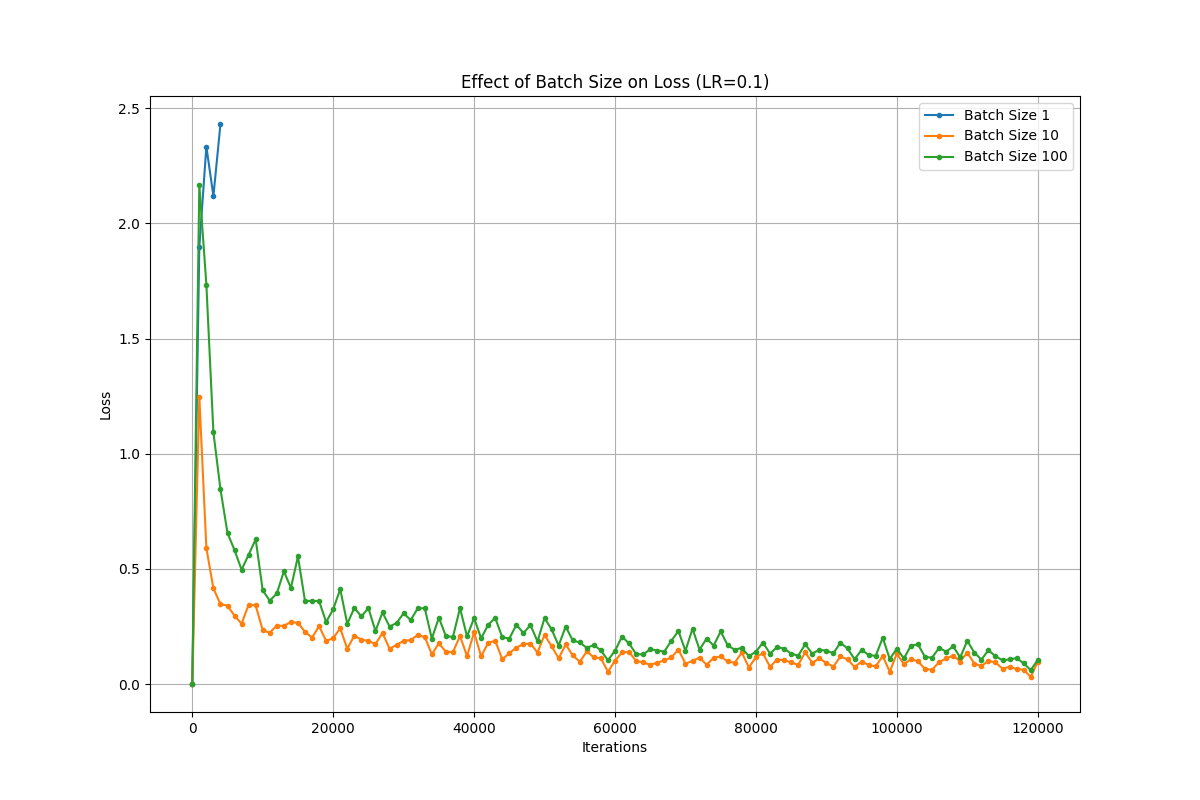 Effect of Batch Size on Loss (LR=0.1)
Batch Size 1
Batch Size 10
Batch Size 100
2.5
2.0
1.5
1.0
0.5
0.0
Loss
0 20000 40000 60000 80000 100000 120000
Iterations